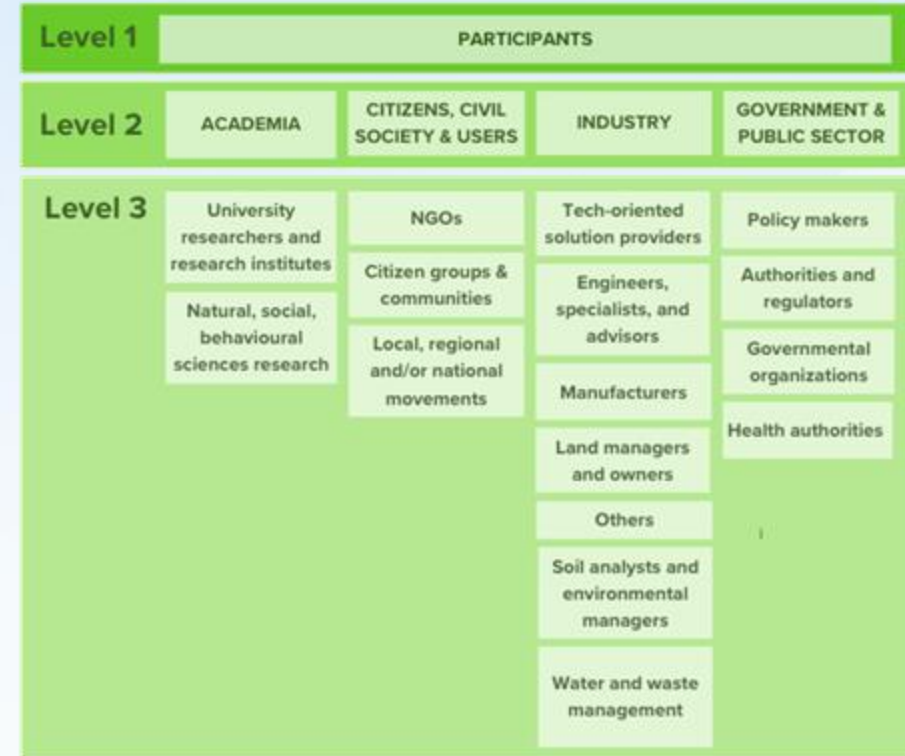 Level 1
PARTICIPANTS
Level 2
ACADEMIA
CITIZENS, CIVIL
SOCIETY & USERS
INDUSTRY
GOVERNMENT &
PUBLIC SECTOR
Level 3
University
researchers and
research institutes
Natural, social,
behavioural
sciences research
NGOs
Citizen groups &
communities
Local, regional
and/or national
movements
Tech-oriented
solution providers
Engineers,
specialists, and
advisors
Manufacturers
Land managers
and owners
Others
Soil analysts and
environmental
managers
Water and waste
management
Policy makers
Authorities and
regulators
Governmental
organizations
Health authorities